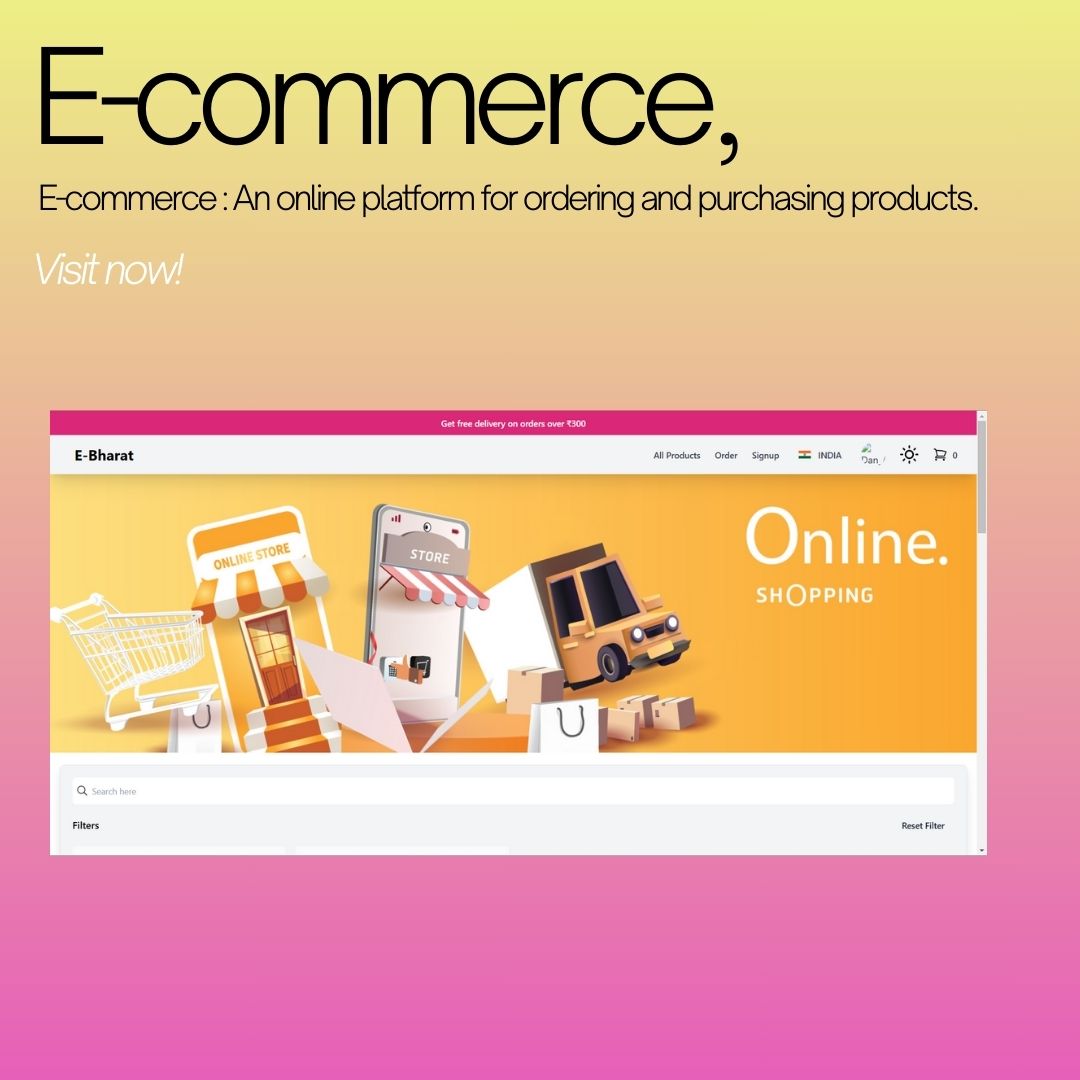 E-commerce,
E-commerce : An online platform for ordering and purchasing products.
Visit now!
Get free delivery on orders over ₹300
E-Bharat
All Products Order Signup INDIA Dan_/ 0
ONLINE STORE
STORE
Online.
SHOPPING
Search here
Filters
Reset Filter